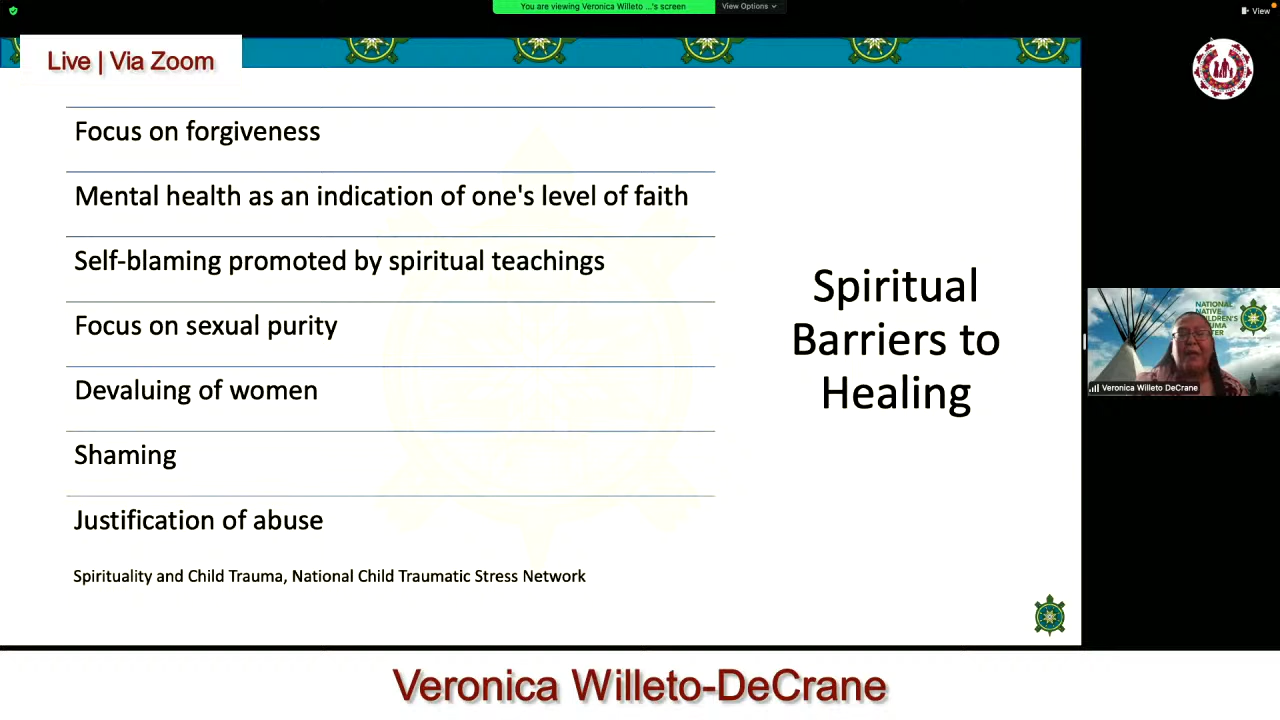 You are viewing Veronica Willeto ...'s screen
View Options
View
Live | Via Zoom
Focus on forgiveness
Mental health as an indication of one's level of faith
Self-blaming promoted by spiritual teachings
Focus on sexual purity
Devaluing of women
Shaming
Justification of abuse
Spirituality and Child Trauma, National Child Traumatic Stress Network
Spiritual
Barriers to
Healing
NATIONAL
NATIVE
Veronica Willeto DeCrane
Veronica Willeto-DeCrane